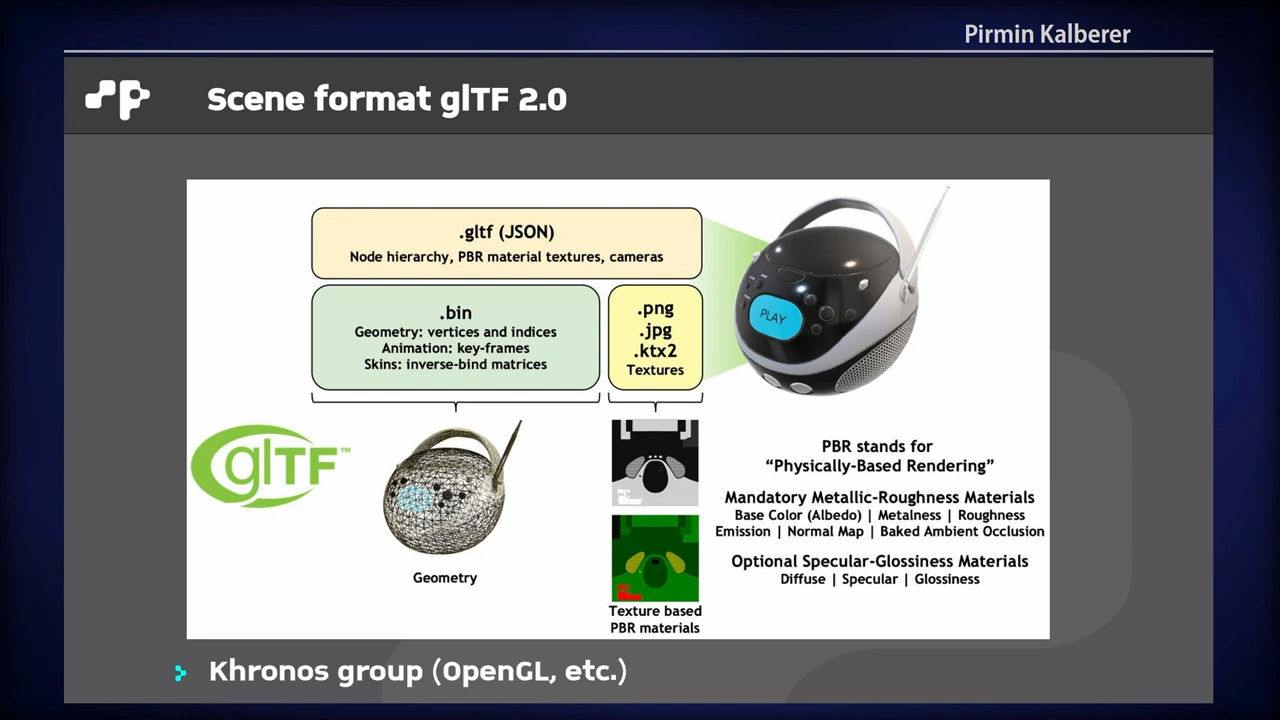 Pirmin Kalberer
Scene format glTF 2.0
.gltf (JSON)
Node hierarchy, PBR material textures, cameras
.bin
Geometry: vertices and indices
Animation: key-frames
Skins: inverse-bind matrices
.png
.jpg
.ktx2
Textures
PLAY
glTF™
Geometry
Texture based
PBR materials
PBR stands for
“Physically-Based Rendering”
Mandatory Metallic-Roughness Materials
Base Color (Albedo) | Metalness | Roughness
Emission | Normal Map | Baked Ambient Occlusion
Optional Specular-Glossiness Materials
Diffuse | Specular | Glossiness
Khronos group (OpenGL, etc.)